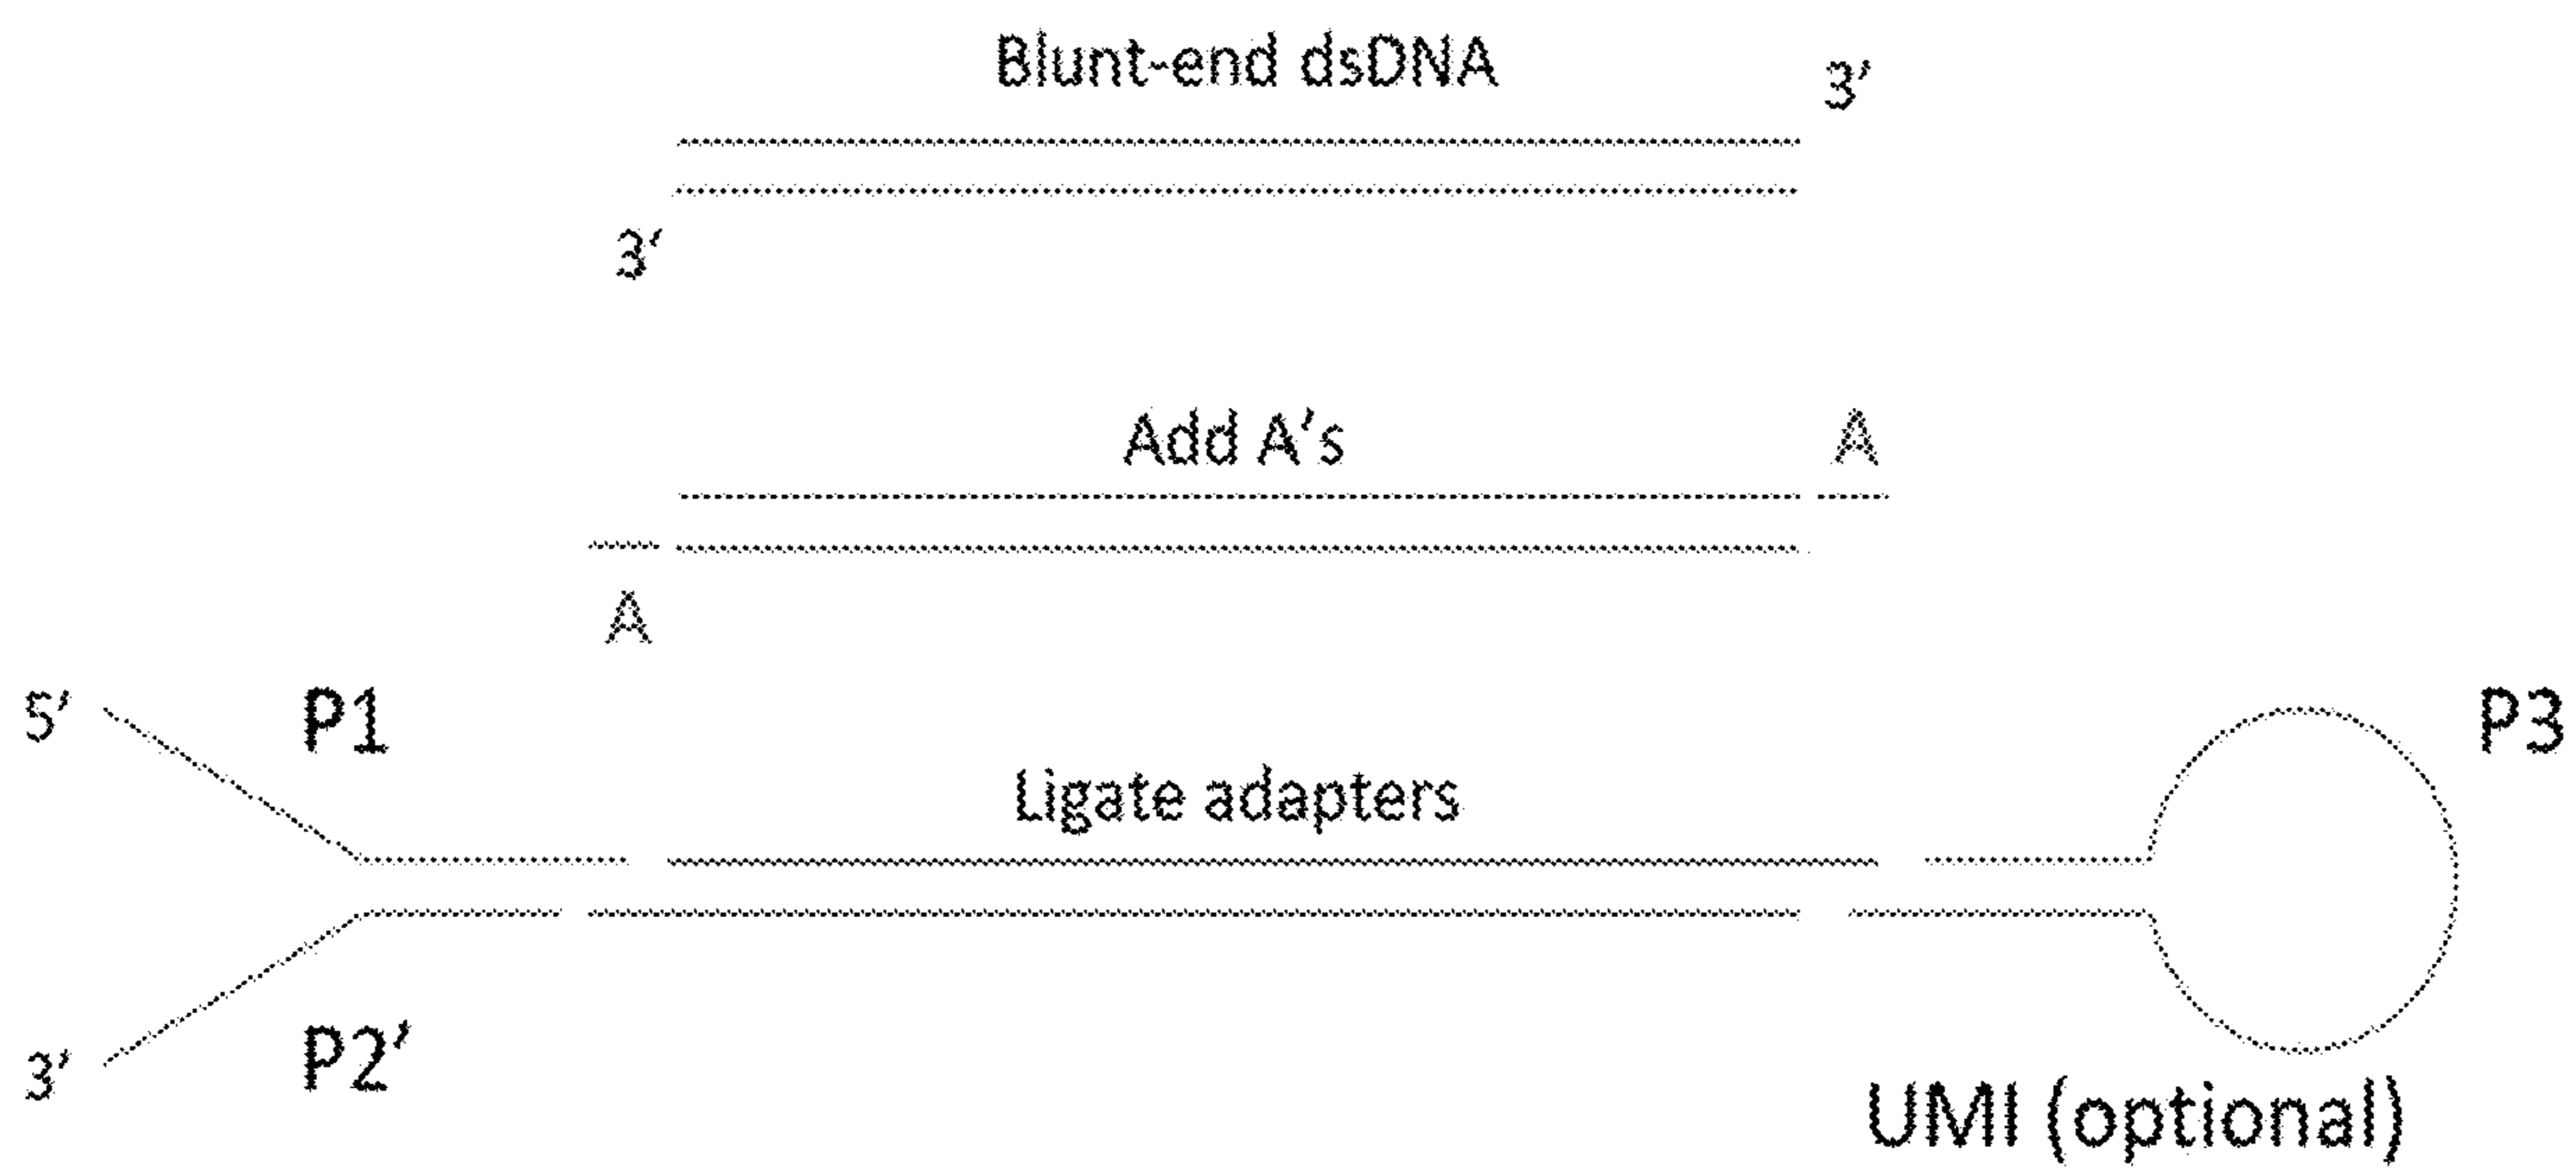 Blunt-end dsDNA
3'
3'
Add A's
A
A
5'
P1
P3
Ligate adapters
3'
P2'
UMI (optional)